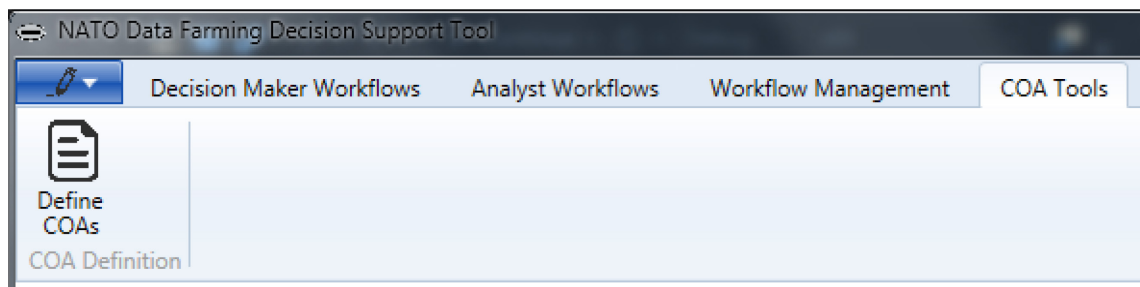 NATO Data Farming Decision Support Tool
Decision Maker Workflows Analyst Workflows Workflow Management COA Tools
Define
COAs
COA Definition